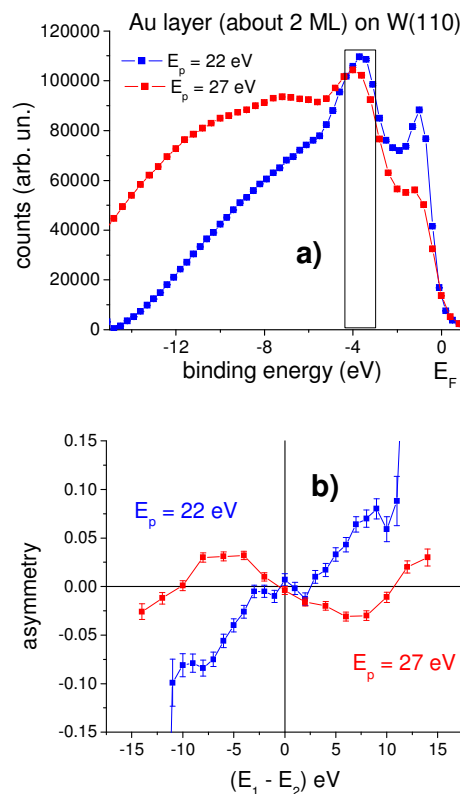 Au layer (about 2 ML) on W(110)
120000
100000
80000
60000
40000
20000
0
counts (arb. un.)
E_p = 22 eV
E_p = 27 eV
a)
-12
-8
-4
0
binding energy (eV)
E_F
0.15
0.10
0.05
0.00
-0.05
-0.10
-0.15
asymmetry
b)
E_p = 22 eV
E_p = 27 eV
-15
-10
-5
0
5
10
15
(E_1 - E_2) eV